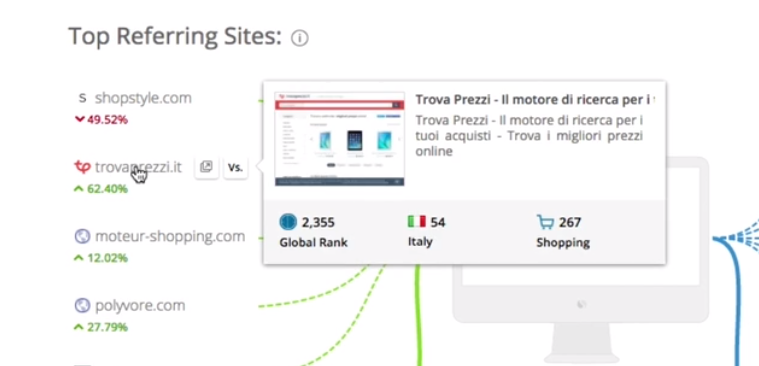 Top Referring Sites:
shopstyle.com
49.52%
trovaprezzi.it
Vs.
62.40%
moteur-shopping.com
12.02%
polyvore.com
27.79%
Trova Prezzi - Il motore di ricerca per i
Trova Prezzi - Il motore di ricerca per i
tuoi acquisti - Trova i migliori prezzi
online
2,355
Global Rank
54
Italy
267
Shopping